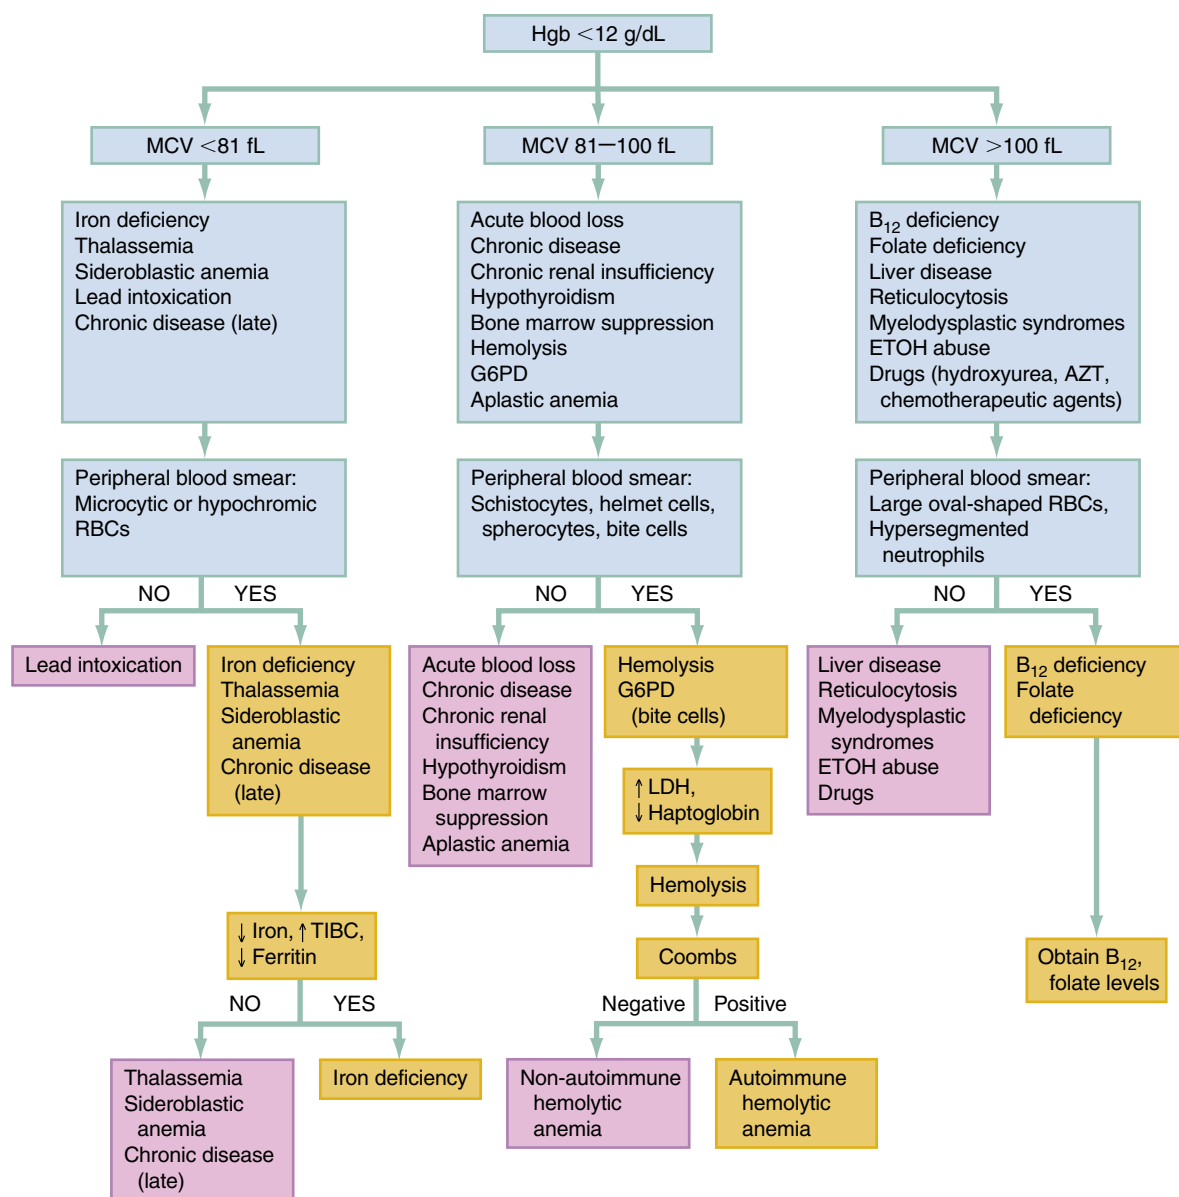 Hgb <12 g/dL
MCV <81 fL
MCV 81–100 fL
MCV >100 fL
Iron deficiency
Thalassemia
Sideroblastic anemia
Lead intoxication
Chronic disease (late)
Acute blood loss
Chronic disease
Chronic renal insufficiency
Hypothyroidism
Bone marrow suppression
Hemolysis
G6PD
Aplastic anemia
B₁₂ deficiency
Folate deficiency
Liver disease
Reticulocytosis
Myelodysplastic syndromes
ETOH abuse
Drugs (hydroxyurea, AZT,
chemotherapeutic agents)
Peripheral blood smear:
Microcytic or hypochromic
RBCs
Peripheral blood smear:
Schistocytes, helmet cells,
spherocytes, bite cells
Peripheral blood smear:
Large oval-shaped RBCs,
Hypersegmented
neutrophils
NO YES
NO YES
NO YES
Lead intoxication
Iron deficiency
Thalassemia
Sideroblastic
anemia
Chronic disease
(late)
Acute blood loss
Chronic disease
Chronic renal
insufficiency
Hypothyroidism
Bone marrow
suppression
Aplastic anemia
Hemolysis
G6PD
(bite cells)
Liver disease
Reticulocytosis
Myelodysplastic
syndromes
ETOH abuse
Drugs
B₁₂ deficiency
Folate
deficiency
↑ LDH,
↓ Haptoglobin
Hemolysis
↓ Iron, ↑ TIBC,
↓ Ferritin
Coombs
Obtain B₁₂,
folate levels
NO YES
Negative Positive
Thalassemia
Sideroblastic
anemia
Chronic disease
(late)
Iron deficiency
Non-autoimmune
hemolytic
anemia
Autoimmune
hemolytic
anemia